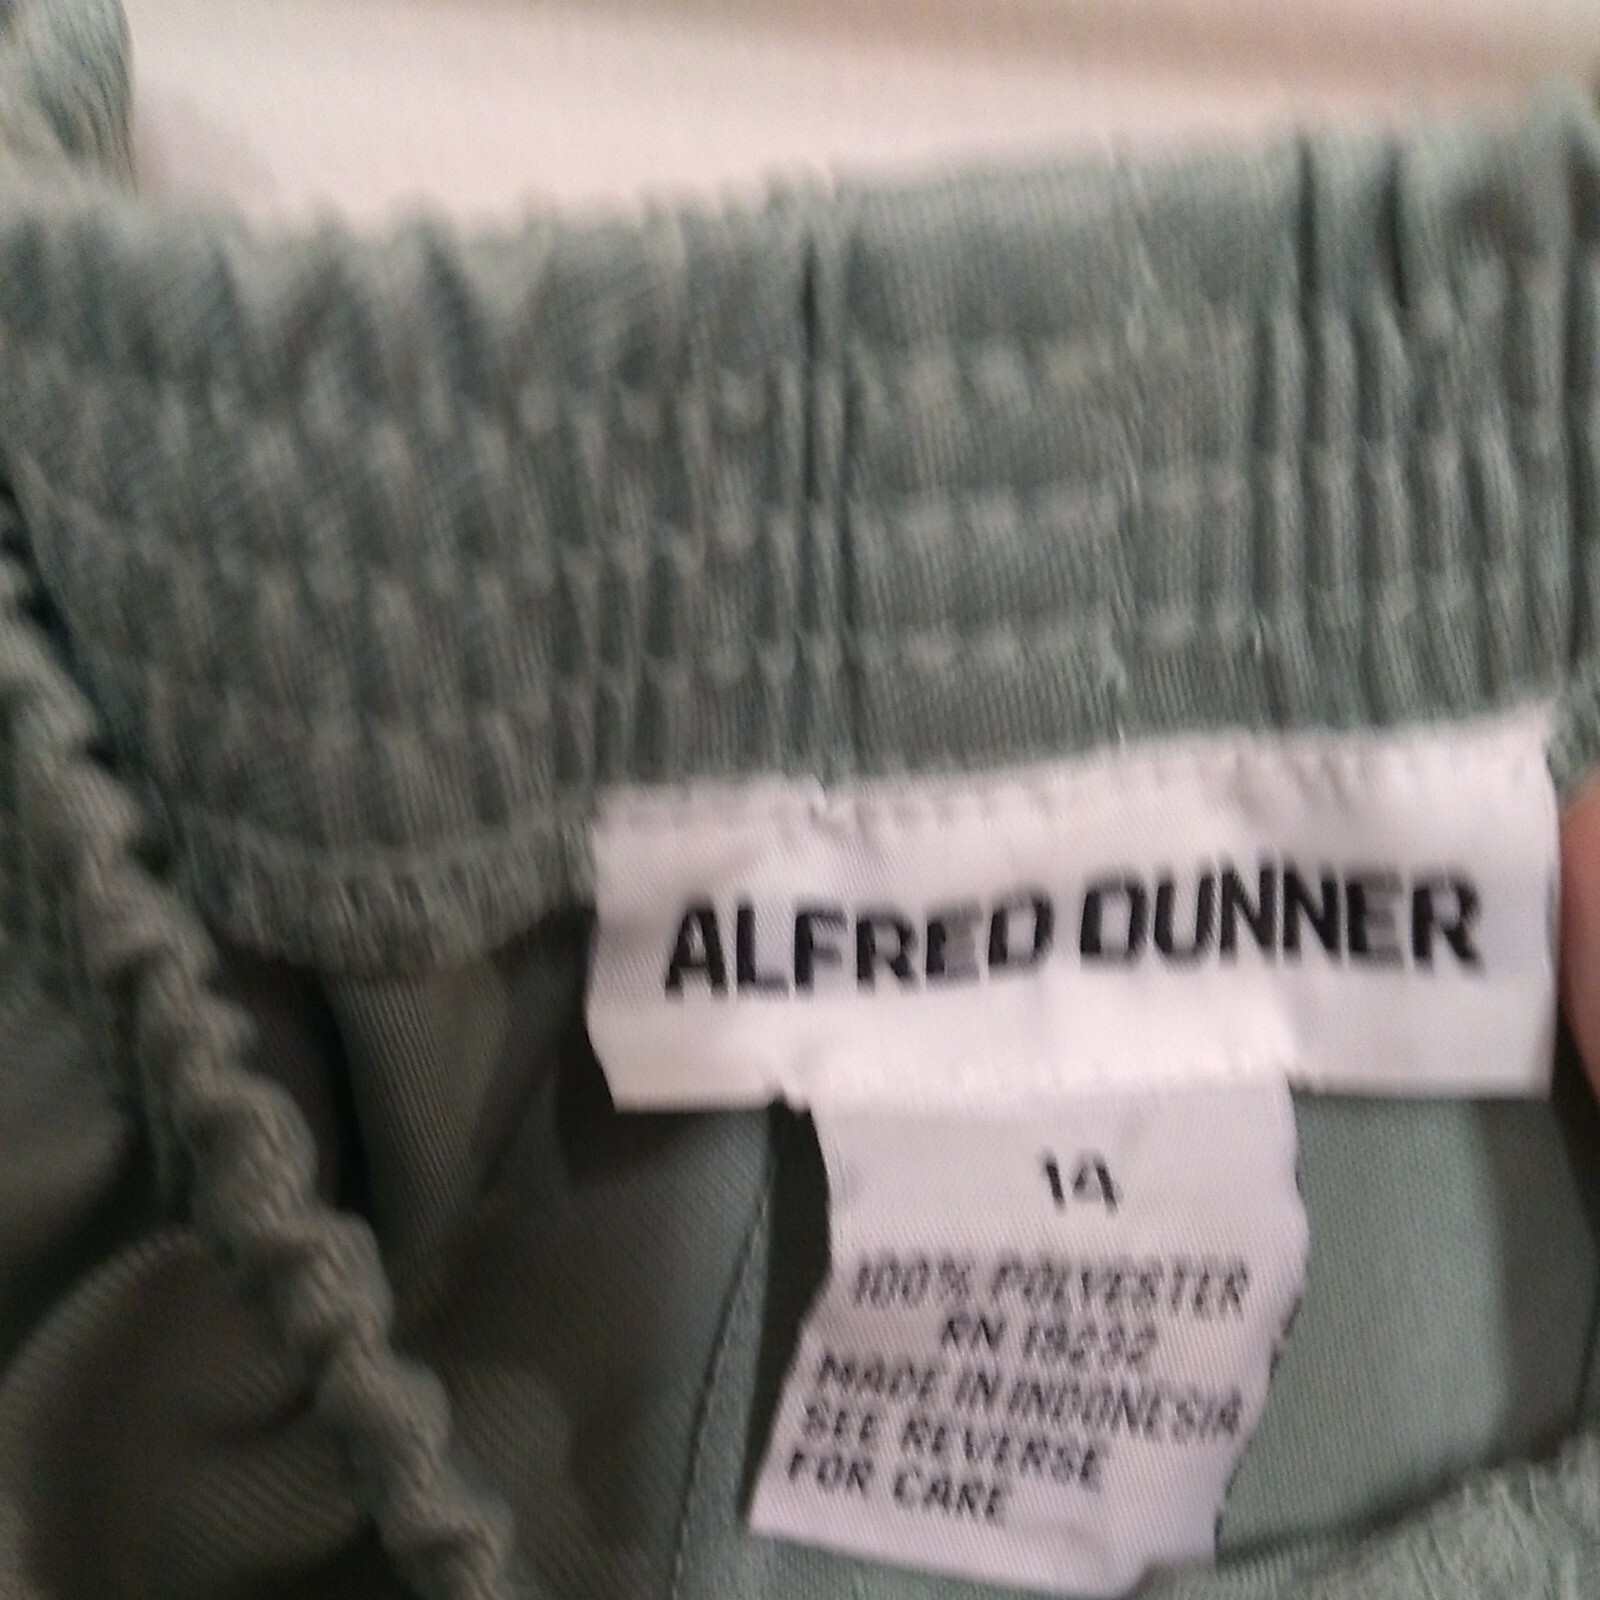 ALFRED DUNNER
14
100% POLYESTER
RN 19232
MADE IN INDONESIA
SEE REVERSE
FOR CARE